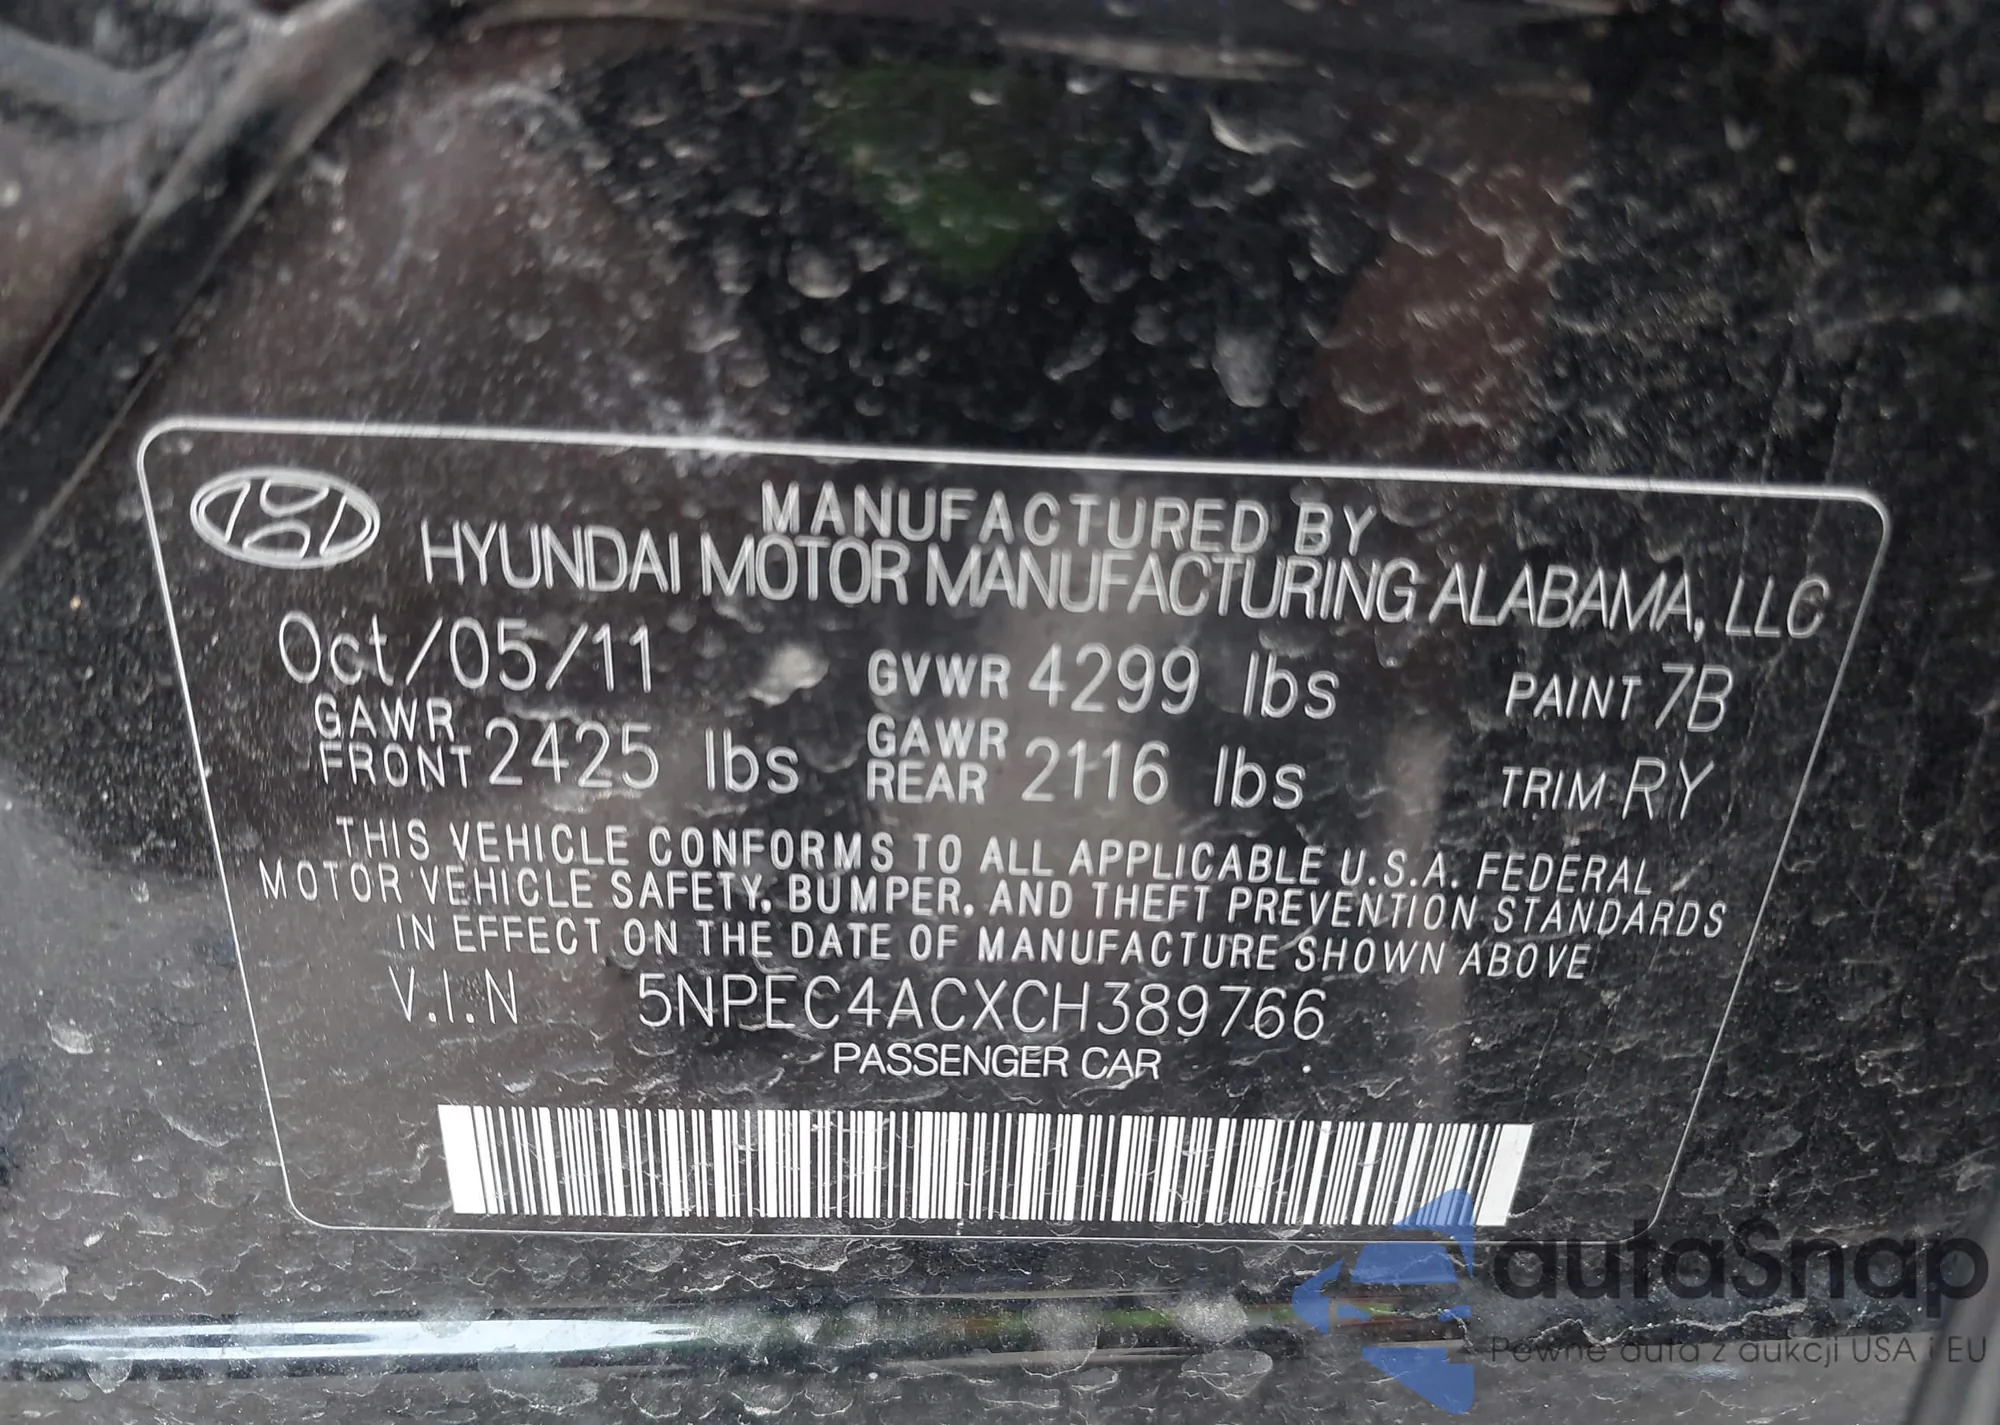 MANUFACTURED BY
HYUNDAI MOTOR MANUFACTURING ALABAMA, LLC
Oct/05/11 GVWR 4299 lbs PAINT 7B
GAWR FRONT 2425 lbs GAWR REAR 2116 lbs TRIM:RY
THIS VEHICLE CONFORMS TO ALL APPLICABLE U.S.A. FEDERAL
MOTOR VEHICLE SAFETY, BUMPER, AND THEFT PREVENTION STANDARDS
IN EFFECT ON THE DATE OF MANUFACTURE SHOWN ABOVE
V.I.N 5NPEC4ACXCH389766
PASSENGER CAR
autaSnap
Pewne auta z aukcji USA i EU